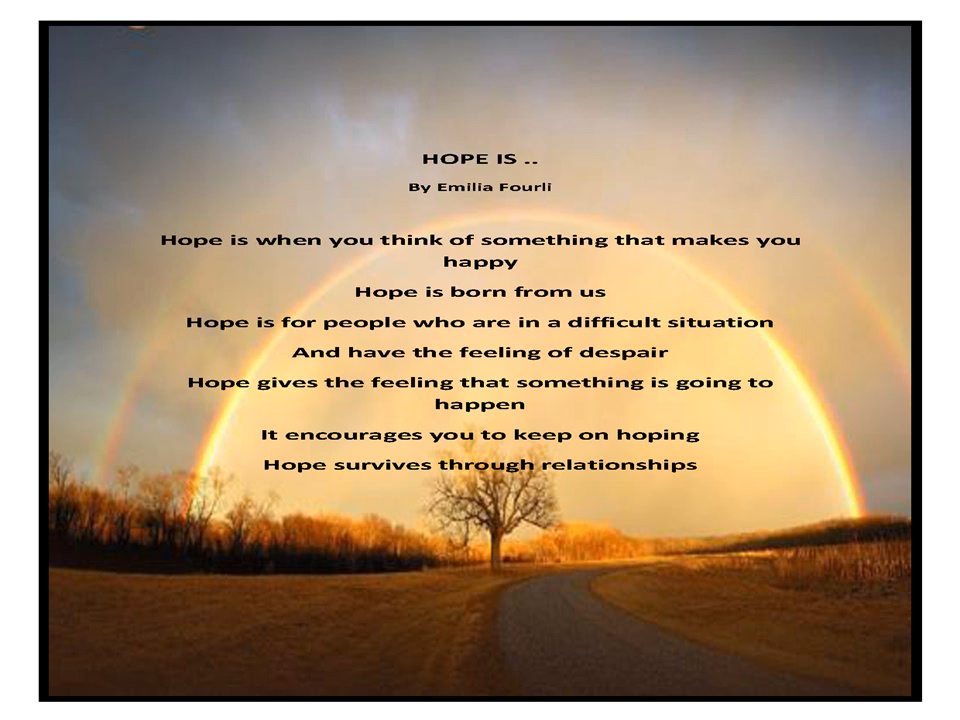 HOPE IS ..
By Emilia Fourli
Hope is when you think of something that makes you
happy
Hope is born from us
Hope is for people who are in a difficult situation
And have the feeling of despair
Hope gives the feeling that something is going to
happen
It encourages you to keep on hoping
Hope survives through relationships